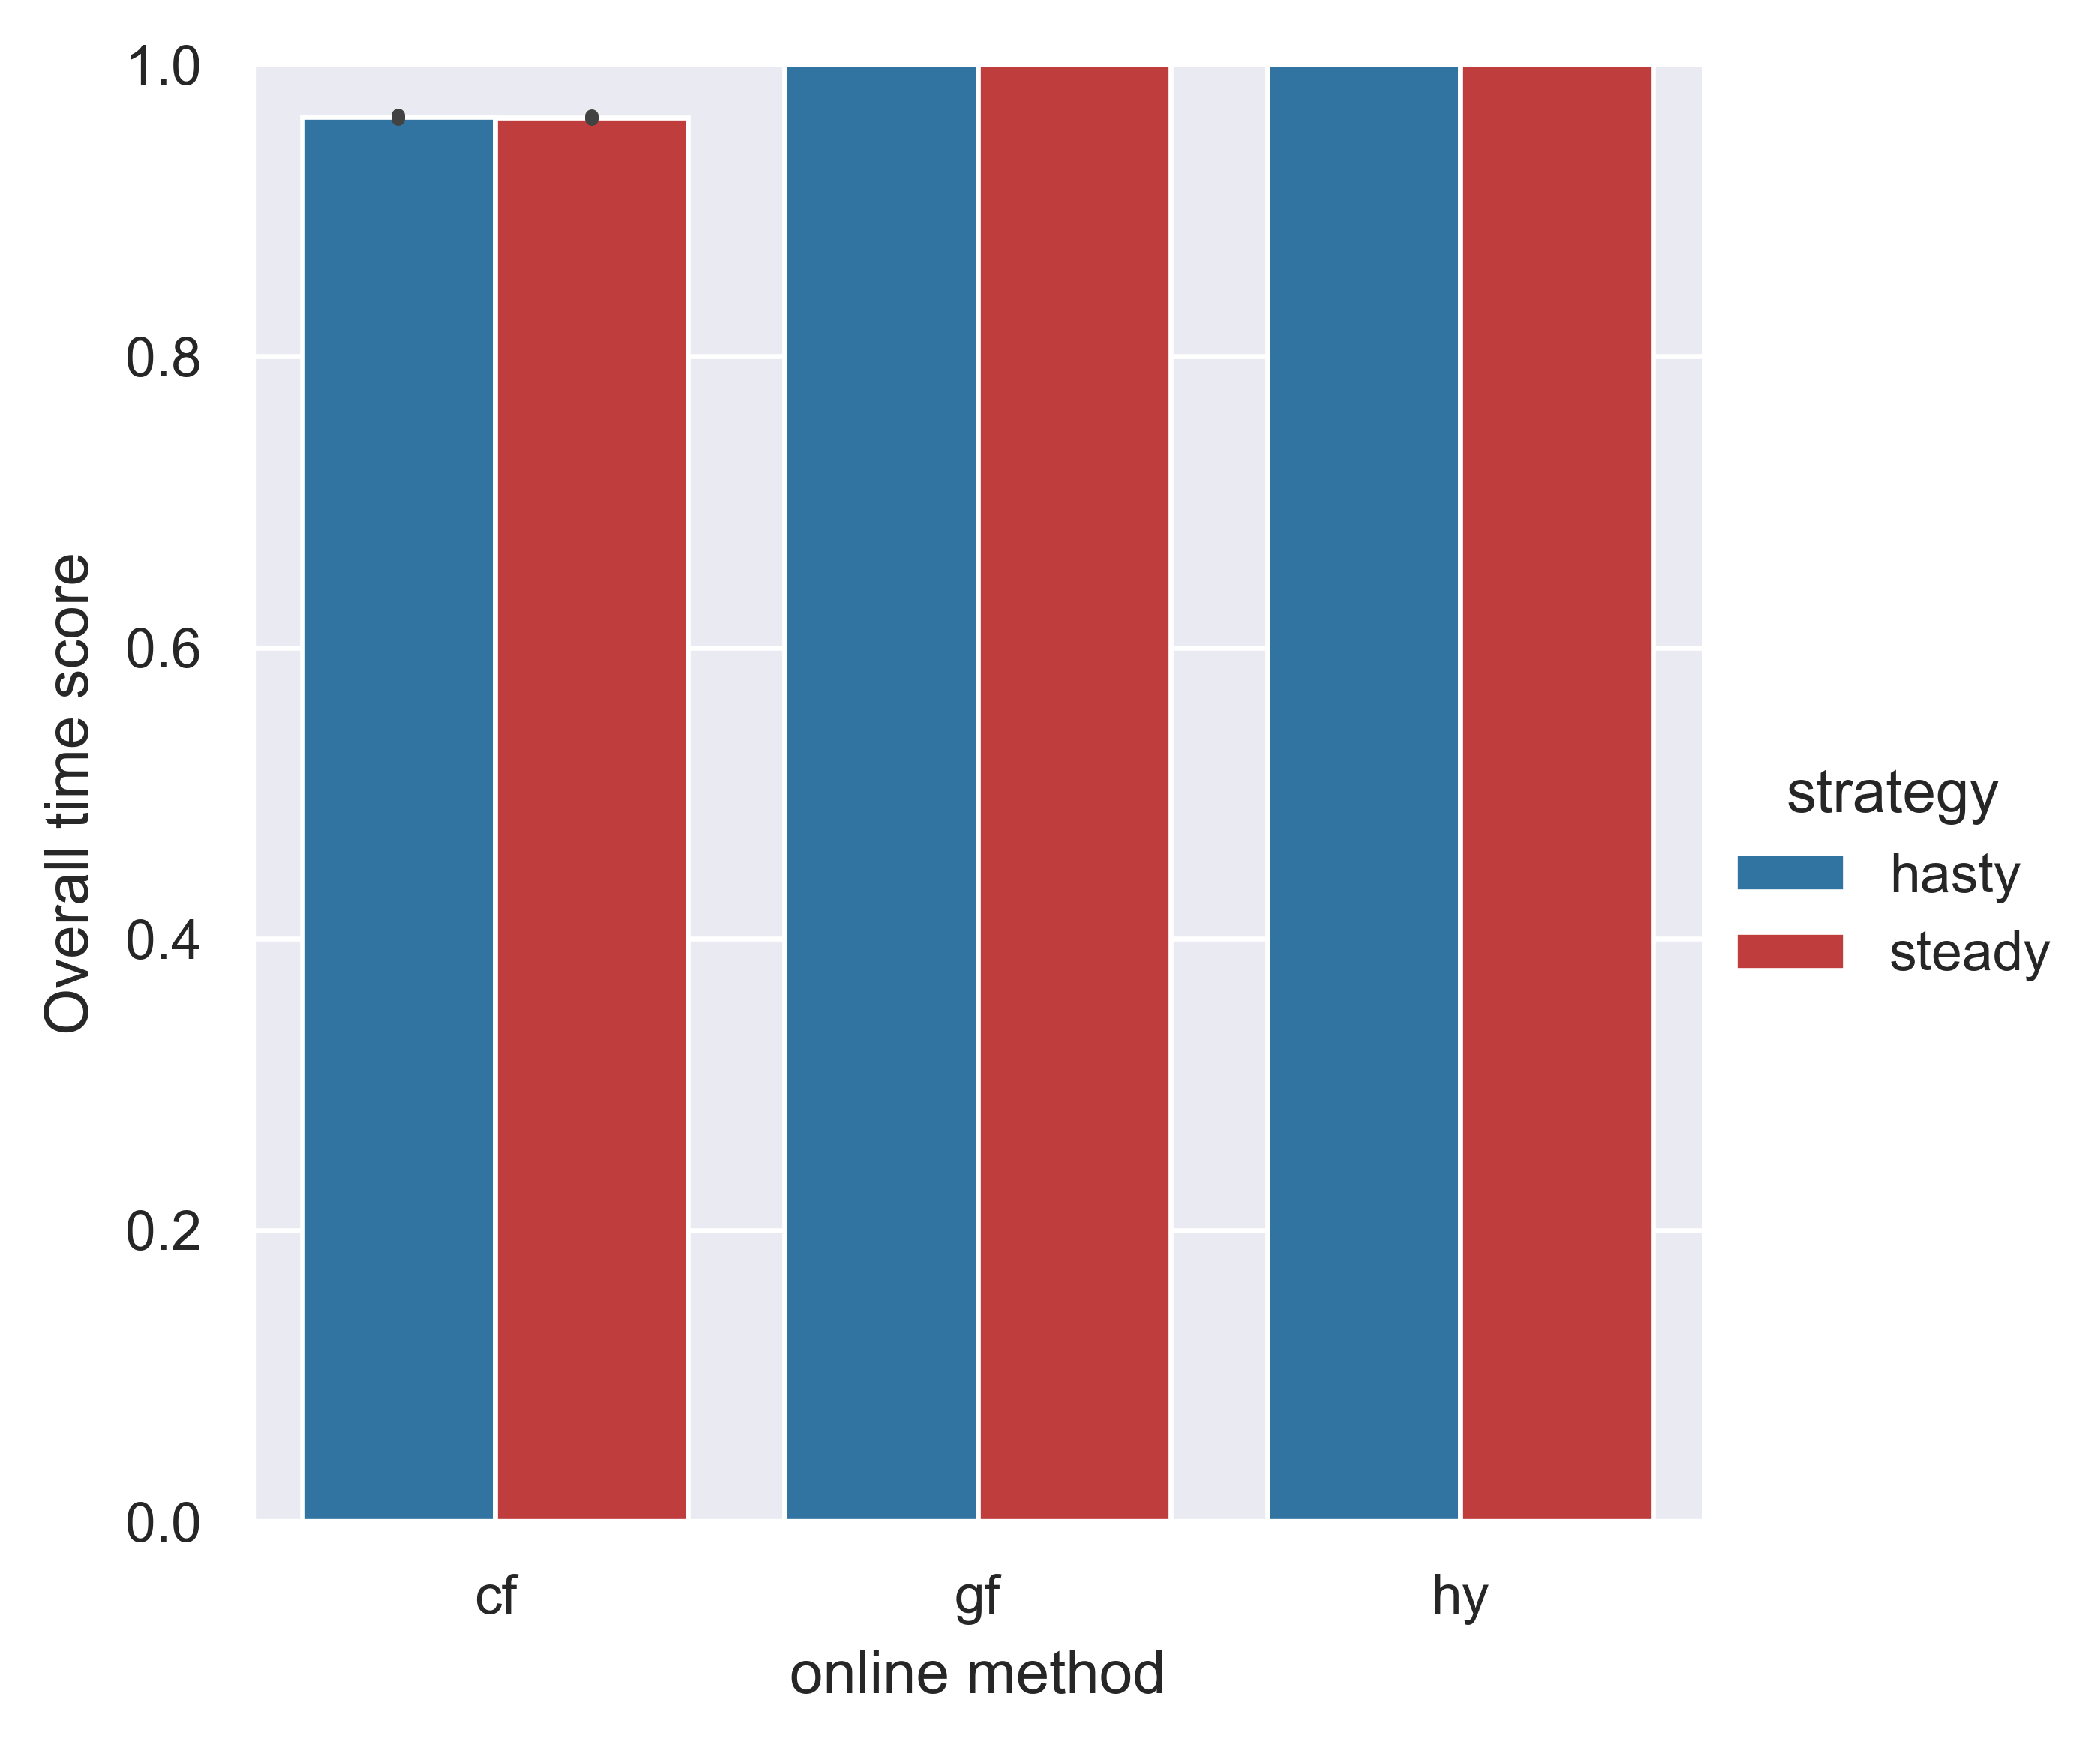 1.0
0.8
0.6
0.4
0.2
0.0
Overall time score
cf
gf
hy
online method
strategy
hasty
steady